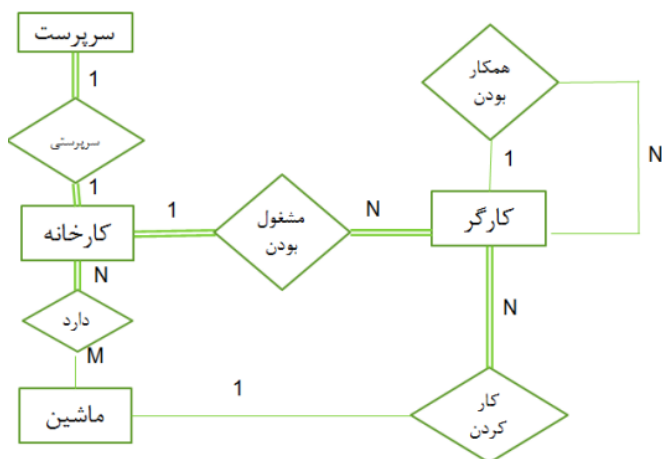 سرپرست
1
همکار
بودن
سرپرستی
N
1
1
کارخانه
1
مشغول
بودن
N
کارگر
N
N
دارد
M
ماشین
1
کار
کردن